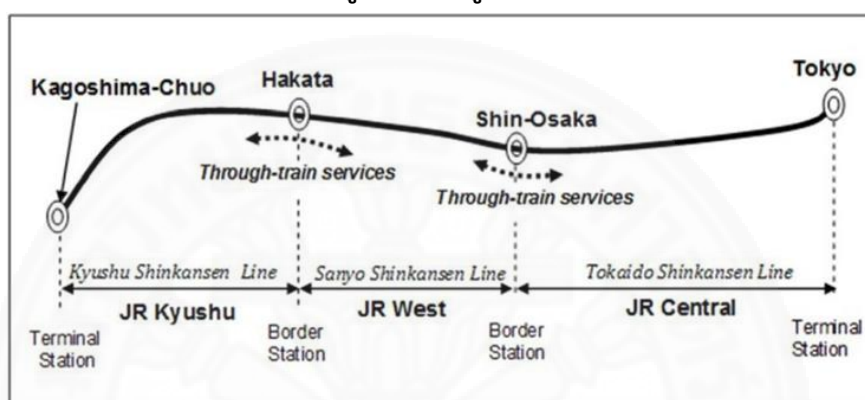 Tokyo
Hakata
Kagoshima-Chuo
Shin-Osaka
Through-train services
Through-train services
Kyushu Shinkansen Line
Sanyo Shinkansen Line
Tokaido Shinkansen Line
JR Kyushu
JR West
JR Central
Terminal
Station
Border
Station
Border
Station
Terminal
Station